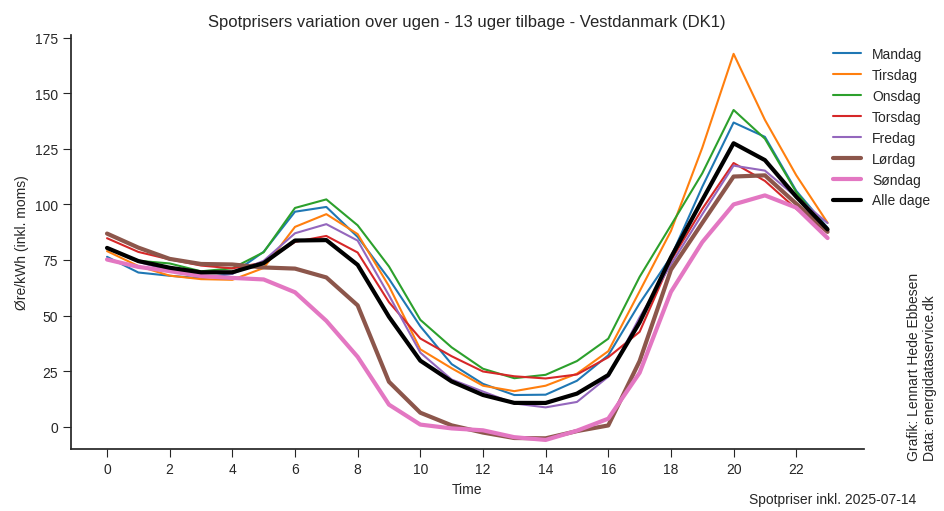 Spotprisers variation over ugen - 13 uger tilbage - Vestdanmark (DK1)
Øre/kWh (inkl. moms)
175
150
125
100
75
50
25
0
0 2 4 6 8 10 12 14 16 18 20 22
Time
Mandag
Tirsdag
Onsdag
Torsdag
Fredag
Lørdag
Søndag
Alle dage
Grafik: Lennart Hede Ebbesen
Data: energidataservice.dk
Spotpriser inkl. 2025-07-14